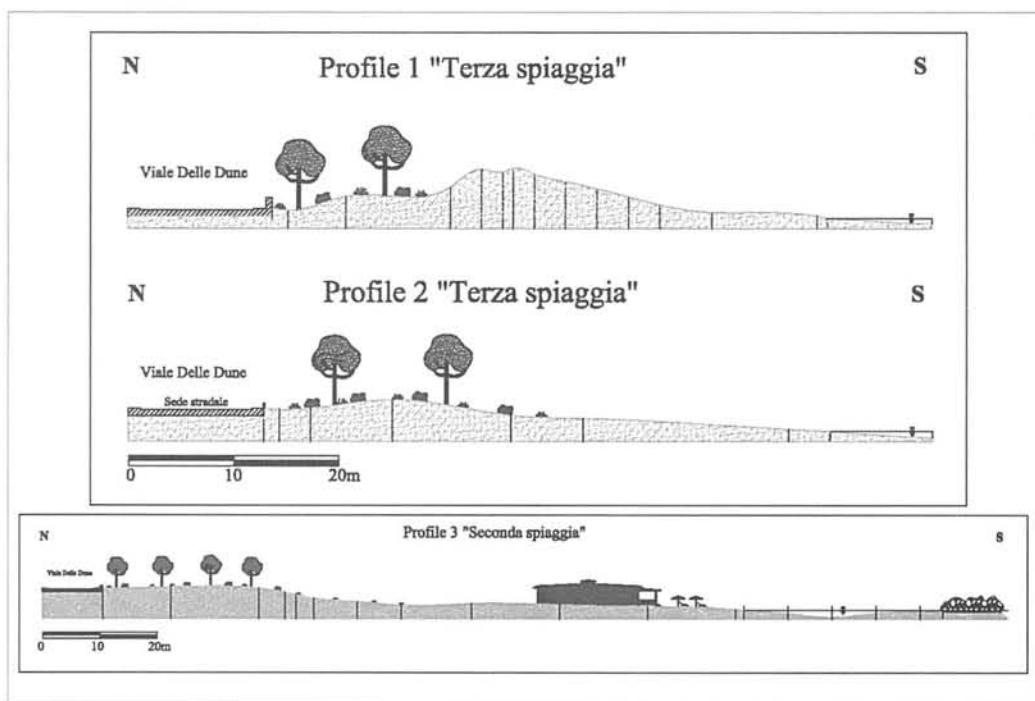 N Profile 1 "Terza spiaggia" S
Viale Delle Dune
N Profile 2 "Terza spiaggia" S
Viale Delle Dune
Sede stradale
0 10 20m
Profile 3 "Seconda spiaggia"
N S
Viale Delle Dune
0 10 20m